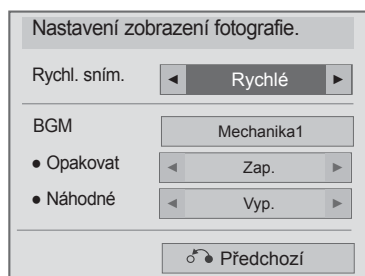 Nastavení zobrazení fotografie.
Rychl. sním. ◄ Rychlé ►
BGM Mechanika1
● Opakovat ◄ Zap. ►
● Náhodné ◄ Vyp. ►
Předchozí